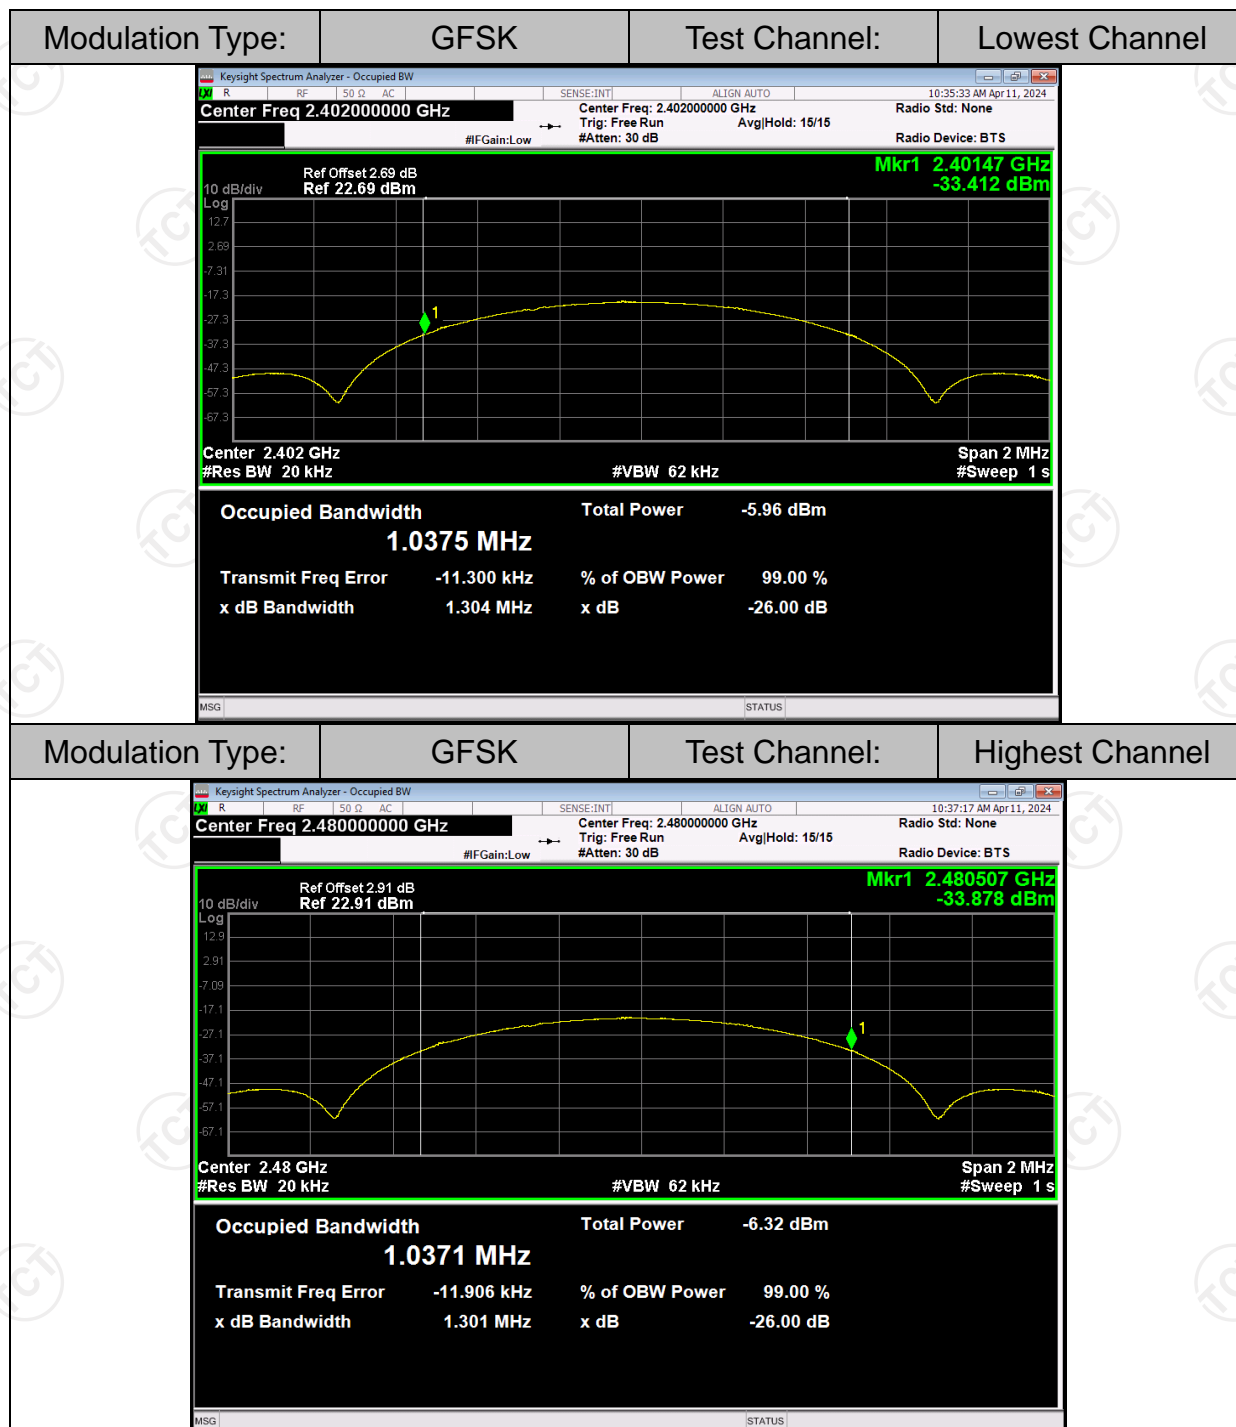 Modulation Type: GFSK Test Channel: Lowest Channel
Keysight Spectrum Analyzer - Occupied BW
LXI R RF 50 Ω AC SENSE:INT ALIGN AUTO 10:35:33 AM Apr 11, 2024
Center Freq 2.402000000 GHz Center Freq: 2.402000000 GHz Radio Std: None
Trig: Free Run Avg|Hold: 15/15
#IFGain:Low #Atten: 30 dB Radio Device: BTS
Mkr1 2.40147 GHz
Ref Offset 2.69 dB
10 dB/div Ref 22.69 dBm -33.412 dBm
Log
12.7
2.69
-7.31
-17.3
1
-27.3
-37.3
-47.3
-57.3
-67.3
Center 2.402 GHz Span 2 MHz
#Res BW 20 kHz #VBW 62 kHz #Sweep 1 s
Occupied Bandwidth Total Power -5.96 dBm
1.0375 MHz
Transmit Freq Error -11.300 kHz % of OBW Power 99.00 %
x dB Bandwidth 1.304 MHz x dB -26.00 dB
MSG STATUS
Modulation Type: GFSK Test Channel: Highest Channel
Keysight Spectrum Analyzer - Occupied BW
LXI R RF 50 Ω AC SENSE:INT ALIGN AUTO 10:37:17 AM Apr 11, 2024
Center Freq 2.480000000 GHz Center Freq: 2.480000000 GHz Radio Std: None
Trig: Free Run Avg|Hold: 15/15
#IFGain:Low #Atten: 30 dB Radio Device: BTS
Mkr1 2.480507 GHz
Ref Offset 2.91 dB
10 dB/div Ref 22.91 dBm -33.878 dBm
Log
12.9
2.91
-7.09
-17.1
-27.1
1
-37.1
-47.1
-57.1
-67.1
Center 2.48 GHz Span 2 MHz
#Res BW 20 kHz #VBW 62 kHz #Sweep 1 s
Occupied Bandwidth Total Power -6.32 dBm
1.0371 MHz
Transmit Freq Error -11.906 kHz % of OBW Power 99.00 %
x dB Bandwidth 1.301 MHz x dB -26.00 dB
MSG STATUS
TCT